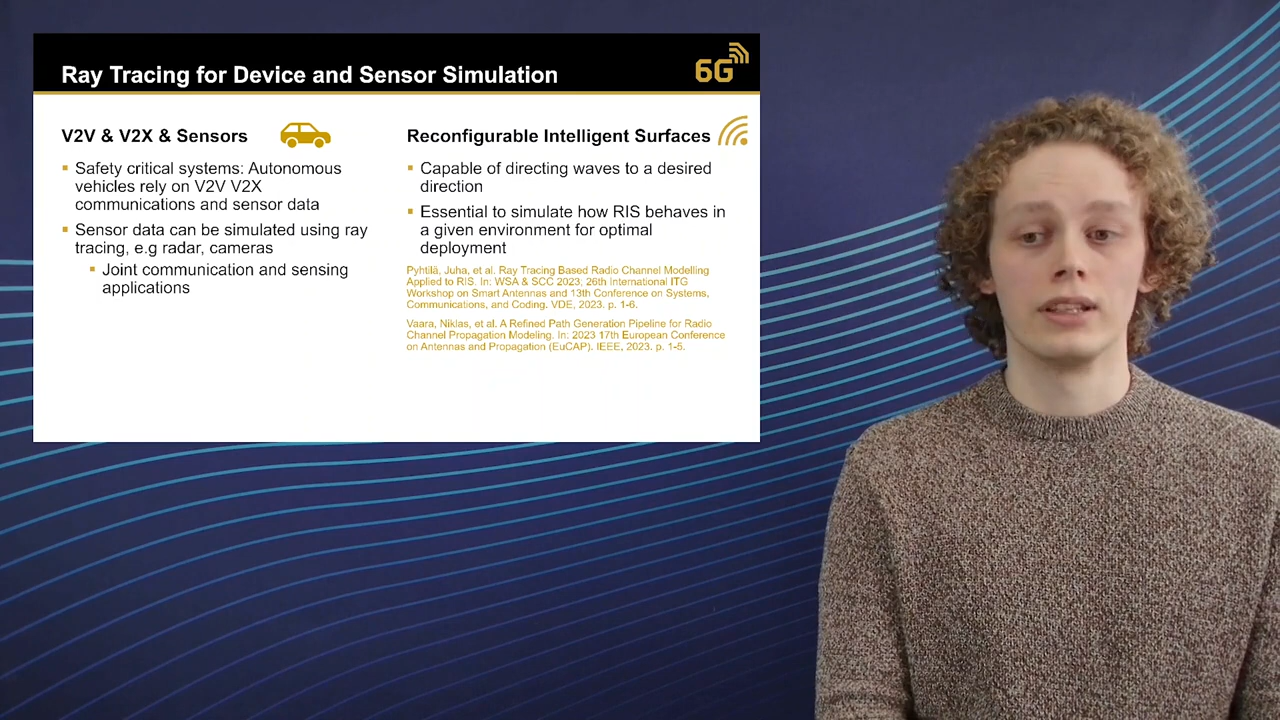 Ray Tracing for Device and Sensor Simulation
6G
V2V & V2X & Sensors
Safety critical systems: Autonomous
vehicles rely on V2V V2X
communications and sensor data
Sensor data can be simulated using ray
tracing, e.g radar, cameras
Joint communication and sensing
applications
Reconfigurable Intelligent Surfaces
Capable of directing waves to a desired
direction
Essential to simulate how RIS behaves in
a given environment for optimal
deployment
Pyhtilä, Juha, et al. Ray Tracing Based Radio Channel Modelling
Applied to RIS. In: WSA & SCC 2023; 26th International ITG
Workshop on Smart Antennas and 13th Conference on Systems,
Communications, and Coding. VDE, 2023. p. 1-6.
Vaara, Niklas, et al. A Refined Path Generation Pipeline for Radio
Channel Propagation Modeling. In: 2023 17th European Conference
on Antennas and Propagation (EuCAP). IEEE, 2023. p. 1-5.